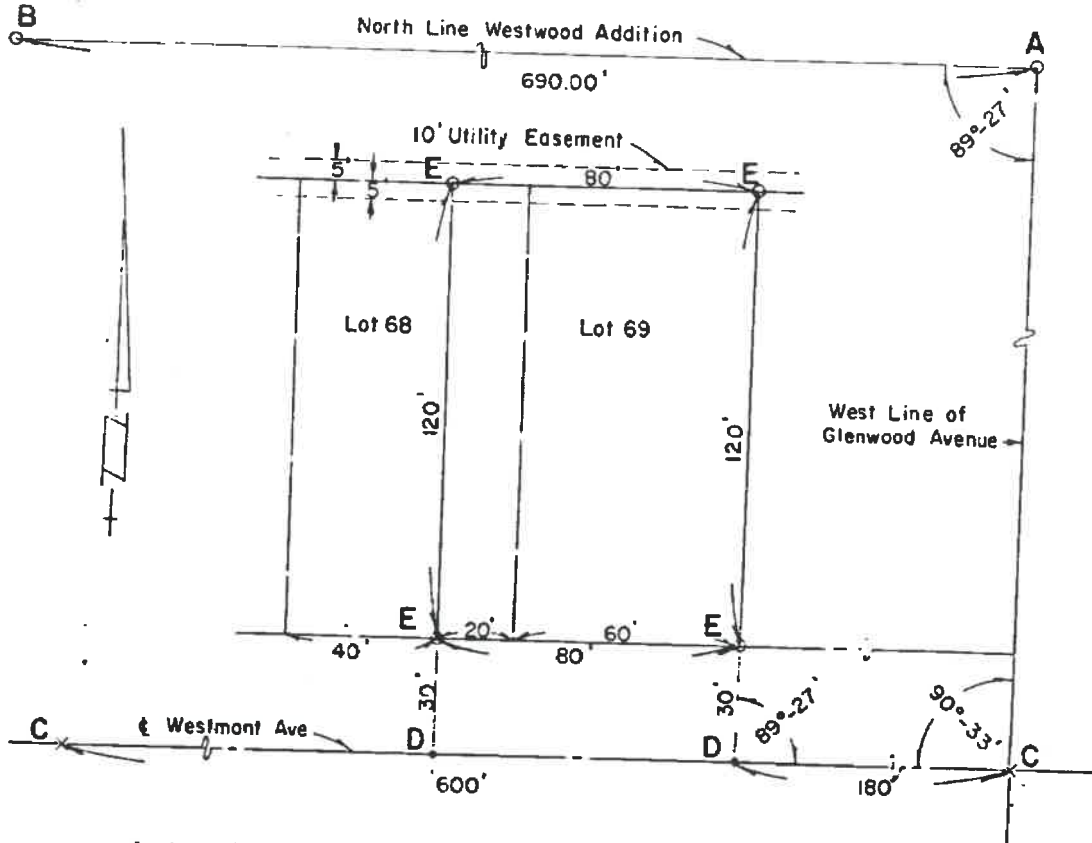 B
North Line Westwood Addition
A
690.00'
89°-27'
10' Utility Easement
5'
5'
E
80'
E
Lot 68
Lot 69
120'
120'
West Line of
Glenwood Avenue
E
20'
60'
E
40'
80'
30'
30'
89°-27'
90°-33'
C
℄ Westmont Ave
D
D
C
600'
180'